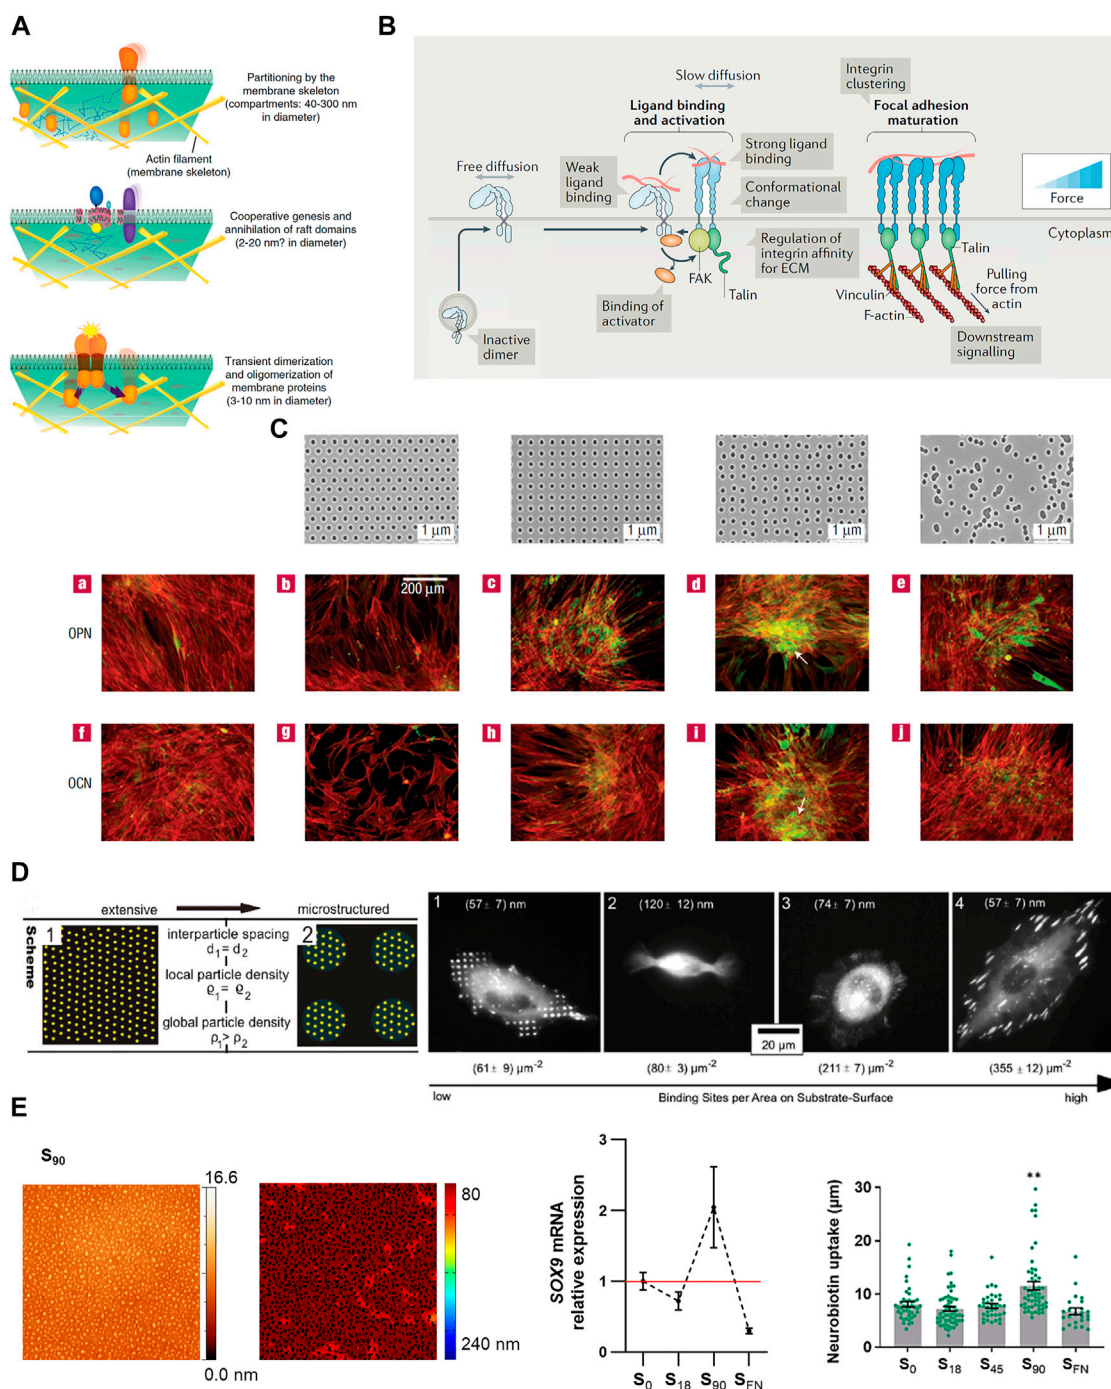 A
Partitioning by the
membrane skeleton
(compartments: 40-300 nm
in diameter)
Actin filament
(membrane skeleton)
Cooperative genesis and
annihilation of raft domains
(2-20 nm? in diameter)
Transient dimerization
and oligomerization of
membrane proteins
(3-10 nm in diameter)
B
Slow diffusion
Ligand binding
and activation
Integrin
clustering
Focal adhesion
maturation
Free diffusion
Weak
ligand
binding
Strong ligand
binding
Conformational
change
Force
Cytoplasm
Regulation of
integrin affinity
for ECM
FAK
Talin
Binding of
activator
Inactive
dimer
Talin
Vinculin
F-actin
Pulling
force from
actin
Downstream
signalling
C
1 μm
1 μm
1 μm
1 μm
a
b
c
d
e
200 μm
OPN
f
g
h
i
j
OCN
D
extensive
microstructured
Scheme
1
2
interparticle spacing
d₁ = d₂
local particle density
ϱ₁ = ϱ₂
global particle density
ρ₁> ρ₂
1
(57± 7) nm
2
(120± 12) nm
3
(74± 7) nm
4
(57± 7) nm
20 μm
(61± 9) μm⁻²
(80± 3) μm⁻²
(211± 7) μm⁻²
(355 ±12) μm⁻²
low
Binding Sites per Area on Substrate-Surface
high
E
S₉₀
16.6
0.0 nm
80
240 nm
SOX9 mRNA
relative expression
3
2
1
0
S₀
S₁₈
S₉₀
S_FN
Neurobiotin uptake (μm)
30
20
10
0
**
S₀
S₁₈
S₄₅
S₉₀
S_FN